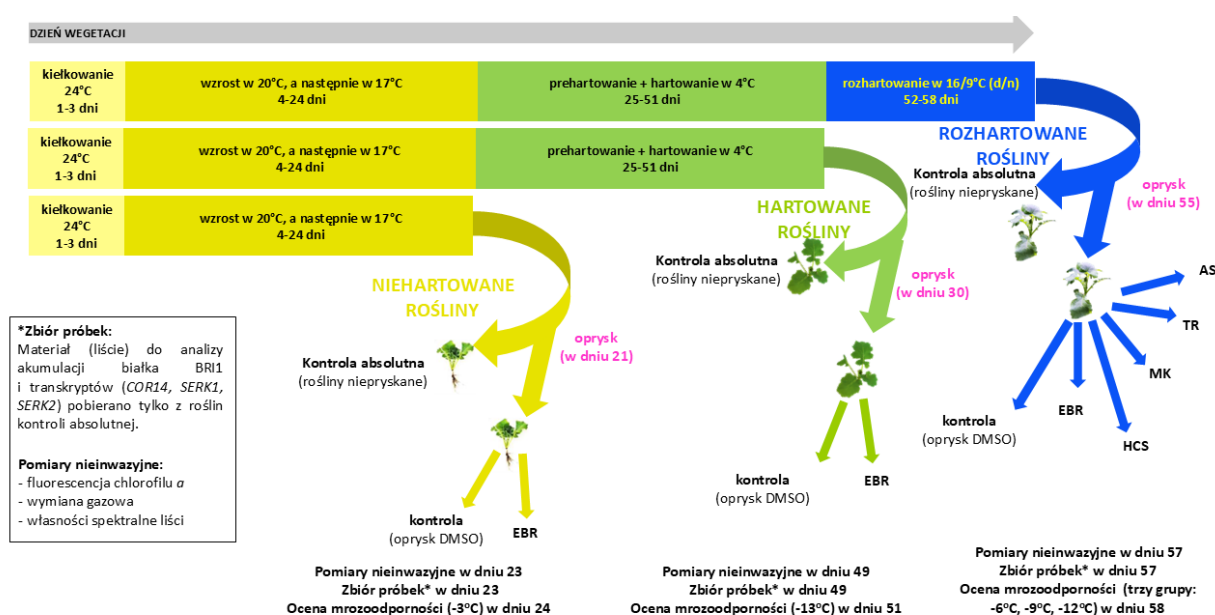 DZIEŃ WEGETACJI
kiełkowanie
24°C
1-3 dni
wzrost w 20°C, a następnie w 17°C
4-24 dni
prehartowanie + hartowanie w 4°C
25-51 dni
rozhartowanie w 16/9°C (d/n)
52-58 dni
kiełkowanie
24°C
1-3 dni
wzrost w 20°C, a następnie w 17°C
4-24 dni
prehartowanie + hartowanie w 4°C
25-51 dni
kiełkowanie
24°C
1-3 dni
wzrost w 20°C, a następnie w 17°C
4-24 dni
ROZHARTOWANE
ROŚLINY
Kontrola absolutna
(rośliny niepryskane)
oprysk
(w dniu 55)
AS
TR
MK
HCS
EBR
kontrola
(oprysk DMSO)
HARTOWANE
ROŚLINY
Kontrola absolutna
(rośliny niepryskane)
oprysk
(w dniu 30)
kontrola
(oprysk DMSO)
EBR
NIEHARTOWANE
ROŚLINY
Kontrola absolutna
(rośliny niepryskane)
oprysk
(w dniu 21)
kontrola
(oprysk DMSO)
EBR
*Zbiór próbek:
Materiał (liście) do analizy
akumulacji białka BRI1
i transkryptów (COR14, SERK1,
SERK2) pobierano tylko z roślin
kontroli absolutnej.
Pomiary nieinwazyjne:
- fluorescencja chlorofilu a
- wymiana gazowa
- własności spektralne liści
Pomiary nieinwazyjne w dniu 23
Zbiór próbek* w dniu 23
Ocena mrozoodporności (-3°C) w dniu 24
Pomiary nieinwazyjne w dniu 49
Zbiór próbek* w dniu 49
Ocena mrozoodporności (-13°C) w dniu 51
Pomiary nieinwazyjne w dniu 57
Zbiór próbek* w dniu 57
Ocena mrozoodporności (trzy grupy:
-6°C, -9°C, -12°C) w dniu 58